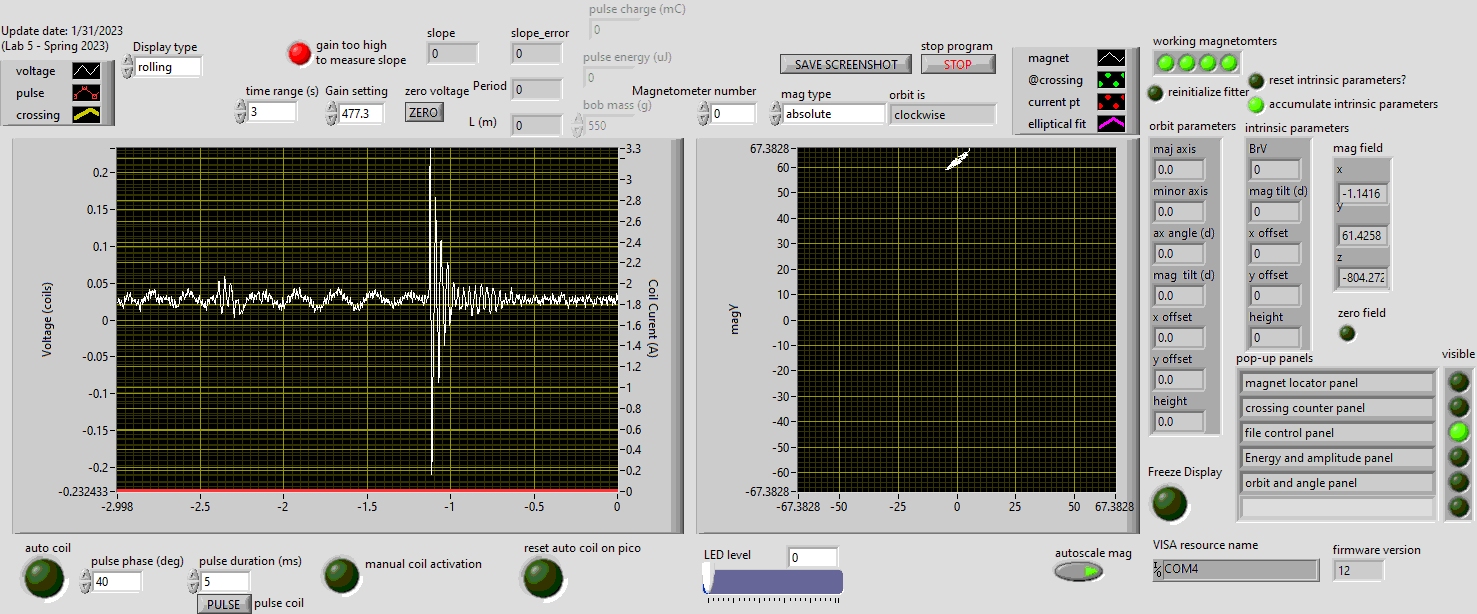 Update date: 1/31/2023
(Lab 5 - Spring 2023)
Display type
rolling
voltage
pulse
crossing
gain too high
to measure slope
slope
0
slope_error
0
pulse charge (mC)
0
pulse energy (uJ)
0
bob mass (g)
550
time range (s)
3
Gain setting
477.3
zero voltage
ZERO
Period
0
L (m)
0
SAVE SCREENSHOT
stop program
STOP
Magnetometer number
0
mag type
absolute
orbit is
clockwise
magnet
@crossing
current pt
elliptical fit
working magnetomters
reset intrinsic parameters?
reinitialize fitter
accumulate intrinsic parameters
orbit parameters
maj axis
0.0
minor axis
0.0
ax angle (d)
0.0
mag tilt (d)
0.0
x offset
0.0
y offset
0.0
height
0.0
intrinsic parameters
BrV
0
mag tilt (d)
0
x offset
0
y offset
0
height
0
mag field
x
-1.1416
y
61.4258
z
-804.272
zero field
pop-up panels
visible
magnet locator panel
crossing counter panel
file control panel
Energy and amplitude panel
orbit and angle panel
Voltage (coils)
0.2
0.15
0.1
0.05
0
-0.05
-0.1
-0.15
-0.2
-0.232433
-2.998
-2.5
-2
-1.5
-1
-0.5
0
3.3
3
2.8
2.6
2.4
2.2
2
1.8
1.6
1.4
1.2
1
0.8
0.6
0.4
0.2
0
Coil Curent (A)
magy
67.3828
60
50
40
30
20
10
0
-10
-20
-30
-40
-50
-60
-67.3828
-67.3828
-50
-25
0
25
50
67.3828
Freeze Display
auto coil
pulse phase (deg)
40
pulse duration (ms)
5
PULSE
pulse coil
manual coil activation
reset auto coil on pico
LED level
0
autoscale mag
VISA resource name
COM4
firmware version
12